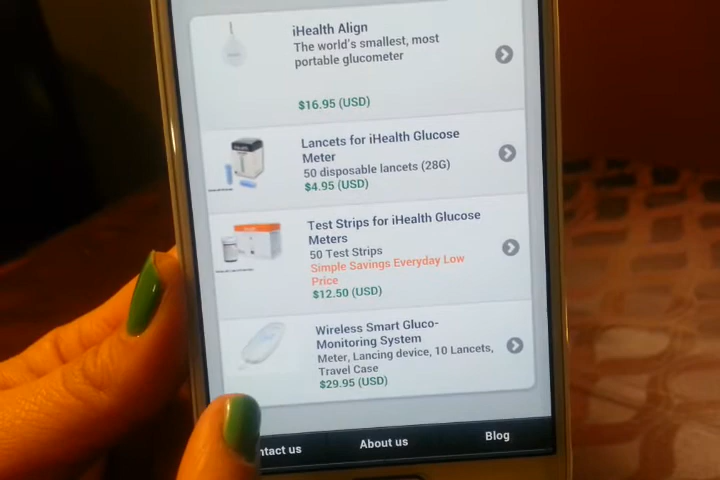 iHealth Align
The world's smallest, most
portable glucometer
$16.95 (USD)
Lancets for iHealth Glucose
Meter
50 disposable lancets (28G)
$4.95 (USD)
Test Strips for iHealth Glucose
Meters
50 Test Strips
Simple Savings Everyday Low
Price
$12.50 (USD)
Wireless Smart Gluco-
Monitoring System
Meter, Lancing device, 10 Lancets,
Travel Case
$29.95 (USD)
ntact us
About us
Blog